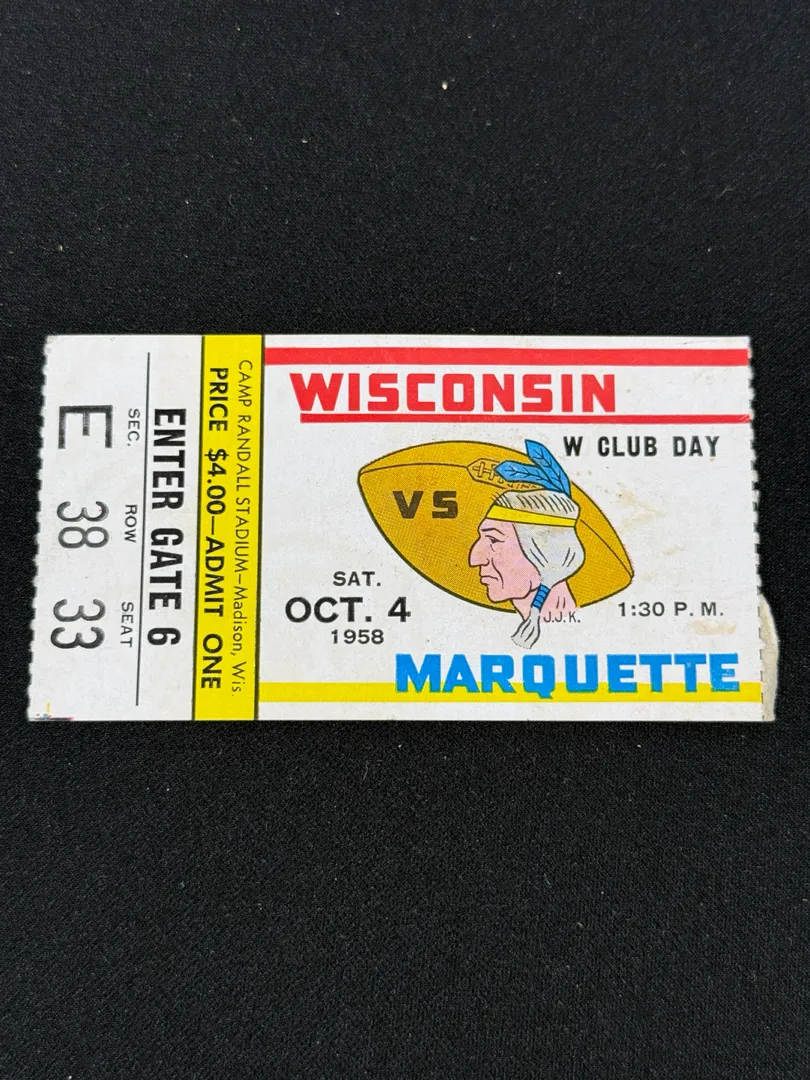 WISCONSIN
W CLUB DAY
VS
SAT.
OCT. 4
1958
J.J.K.
1:30 P. M.
MARQUETTE
CAMP RANDALL STADIUM—Madison, Wis.
PRICE $4.00—ADMIT ONE
ENTER GATE 6
SEC. ROW SEAT
E 38 33